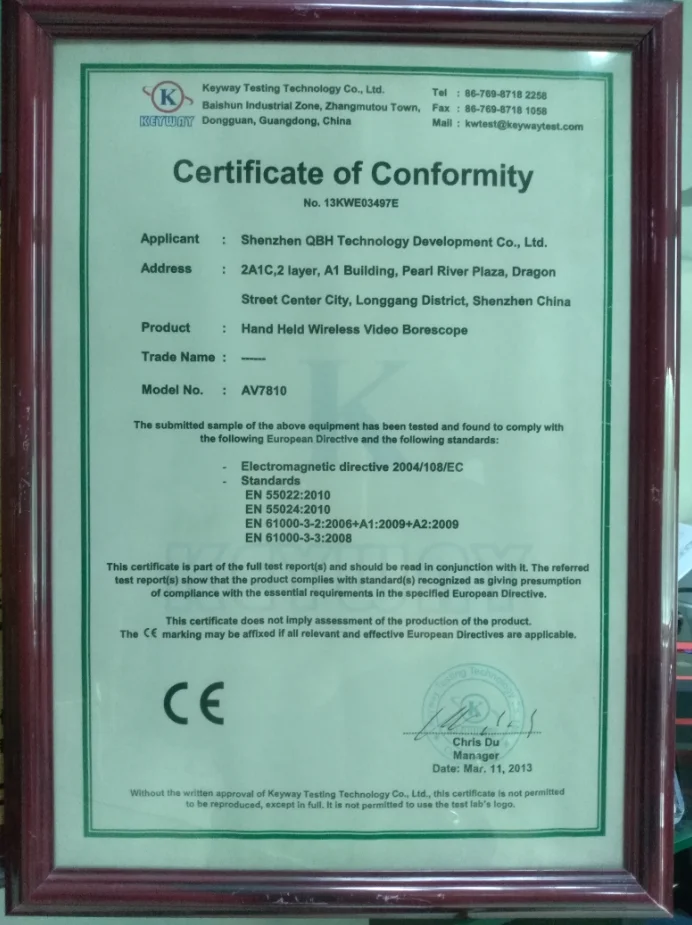 K
KEYWAY
Keyway Testing Technology Co., Ltd.
Baishun Industrial Zone, Zhangmutou Town,
Dongguan, Guangdong, China
Tel : 86-769-8718 2258
Fax : 86-769-8718 1058
Mail : kwtest@keywaytest.com
Certificate of Conformity
No. 13KWE03497E
Applicant : Shenzhen QBH Technology Development Co., Ltd.
Address : 2A1C,2 layer, A1 Building, Pearl River Plaza, Dragon
Street Center City, Longgang District, Shenzhen China
Product : Hand Held Wireless Video Borescope
Trade Name : ------
Model No. : AV7810
The submitted sample of the above equipment has been tested and found to comply with
the following European Directive and the following standards:
- Electromagnetic directive 2004/108/EC
- Standards
EN 55022:2010
EN 55024:2010
EN 61000-3-2:2006+A1:2009+A2:2009
EN 61000-3-3:2008
K
KEYWAY
This certificate is part of the full test report(s) and should be read in conjunction with it. The referred
test report(s) show that the product complies with standard(s) recognized as giving presumption
of compliance with the essential requirements in the specified European Directive.
This certificate does not imply assessment of the production of the product.
The CE marking may be affixed if all relevant and effective European Directives are applicable.
CE
Keyway Testing Technology
K
Chris Du
Manager
Date: Mar. 11, 2013
Without the written approval of Keyway Testing Technology Co., Ltd., this certificate is not permitted
to be reproduced, except in full. It is not permitted to use the test lab's logo.